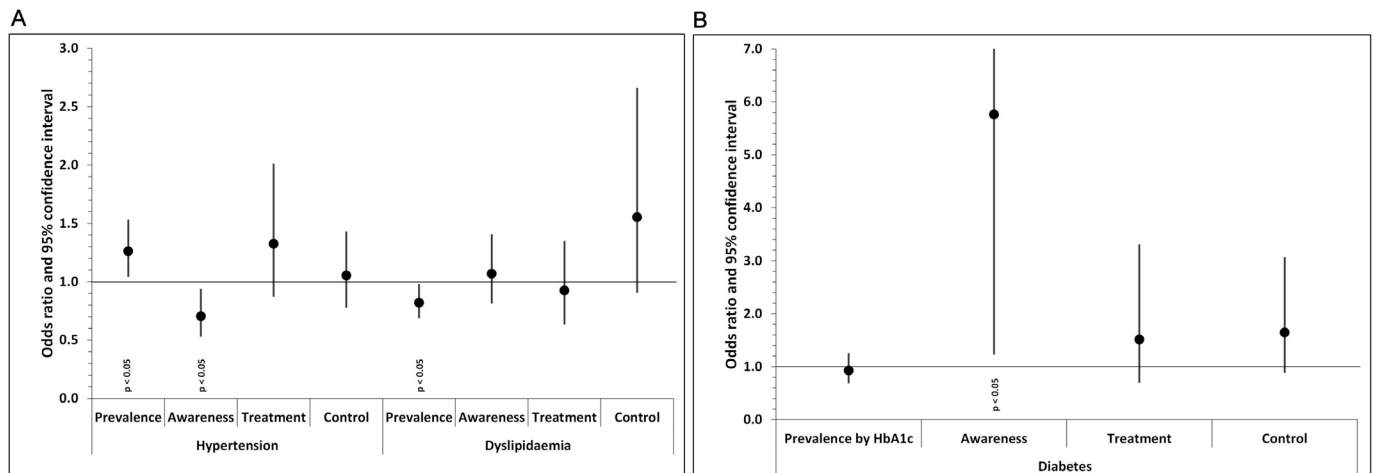 A
Odds ratio and 95% confidence interval
3.0
2.5
2.0
1.5
1.0
0.5
0.0
p < 0.05
p < 0.05
p < 0.05
Prevalence Awareness Treatment Control Prevalence Awareness Treatment Control
Hypertension Dyslipidaemia
B
Odds ratio and 95% confidence interval
7.0
6.0
5.0
4.0
3.0
2.0
1.0
0.0
p < 0.05
Prevalence by HbA1c Awareness Treatment Control
Diabetes